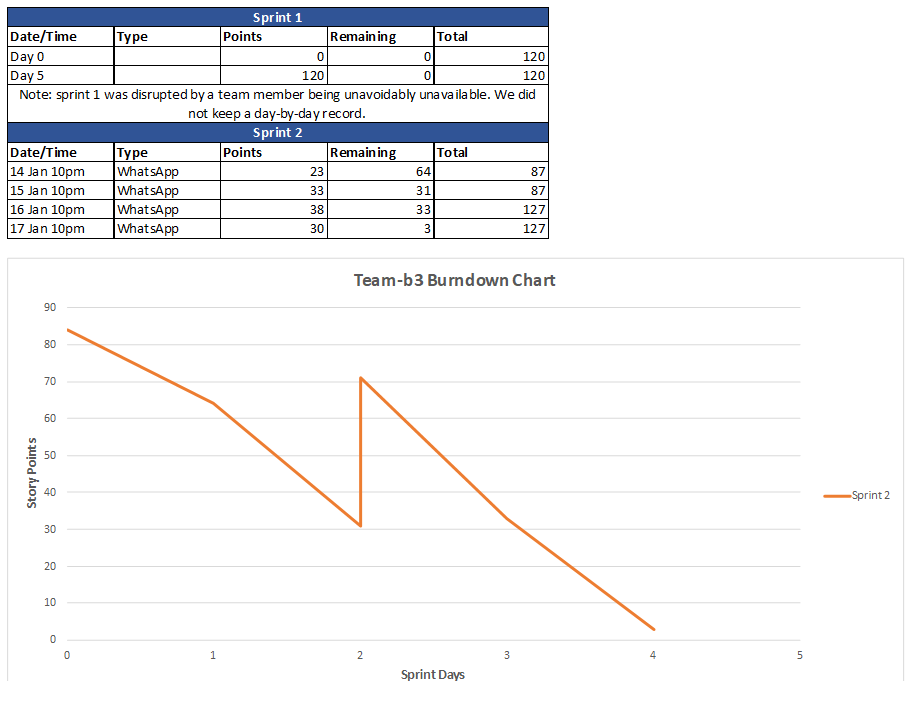 Sprint 1
Date/Time Type Points Remaining Total
Day 0 0 0 120
Day 5 120 0 120
Note: sprint 1 was disrupted by a team member being unavoidably unavailable. We did
not keep a day-by-day record.
Sprint 2
Date/Time Type Points Remaining Total
14 Jan 10pm WhatsApp 23 64 87
15 Jan 10pm WhatsApp 33 31 87
16 Jan 10pm WhatsApp 38 33 127
17 Jan 10pm WhatsApp 30 3 127
Team-b3 Burndown Chart
90
80
70
60
50
40
30
20
10
0
Story Points
0 1 2 3 4 5
Sprint Days
Sprint 2